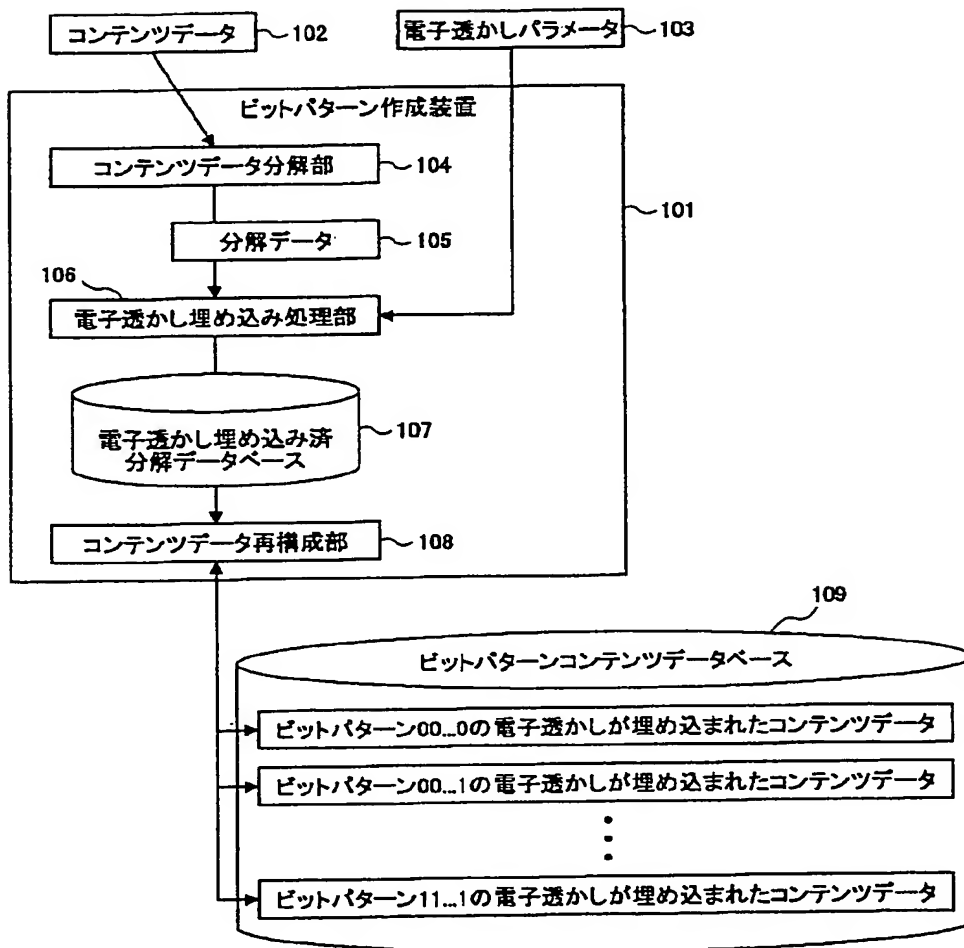 コンテンツデータ 102
電子透かしパラメータ 103
ビットパターン作成装置
コンテンツデータ分解部 104
101
分解データ 105
106
電子透かし埋め込み処理部
電子透かし埋め込み済
分解データベース
107
コンテンツデータ再構成部 108
109
ビットパターンコンテンツデータベース
ビットパターン00...0の電子透かしが埋め込まれたコンテンツデータ
ビットパターン00...1の電子透かしが埋め込まれたコンテンツデータ
ビットパターン11...1の電子透かしが埋め込まれたコンテンツデータ